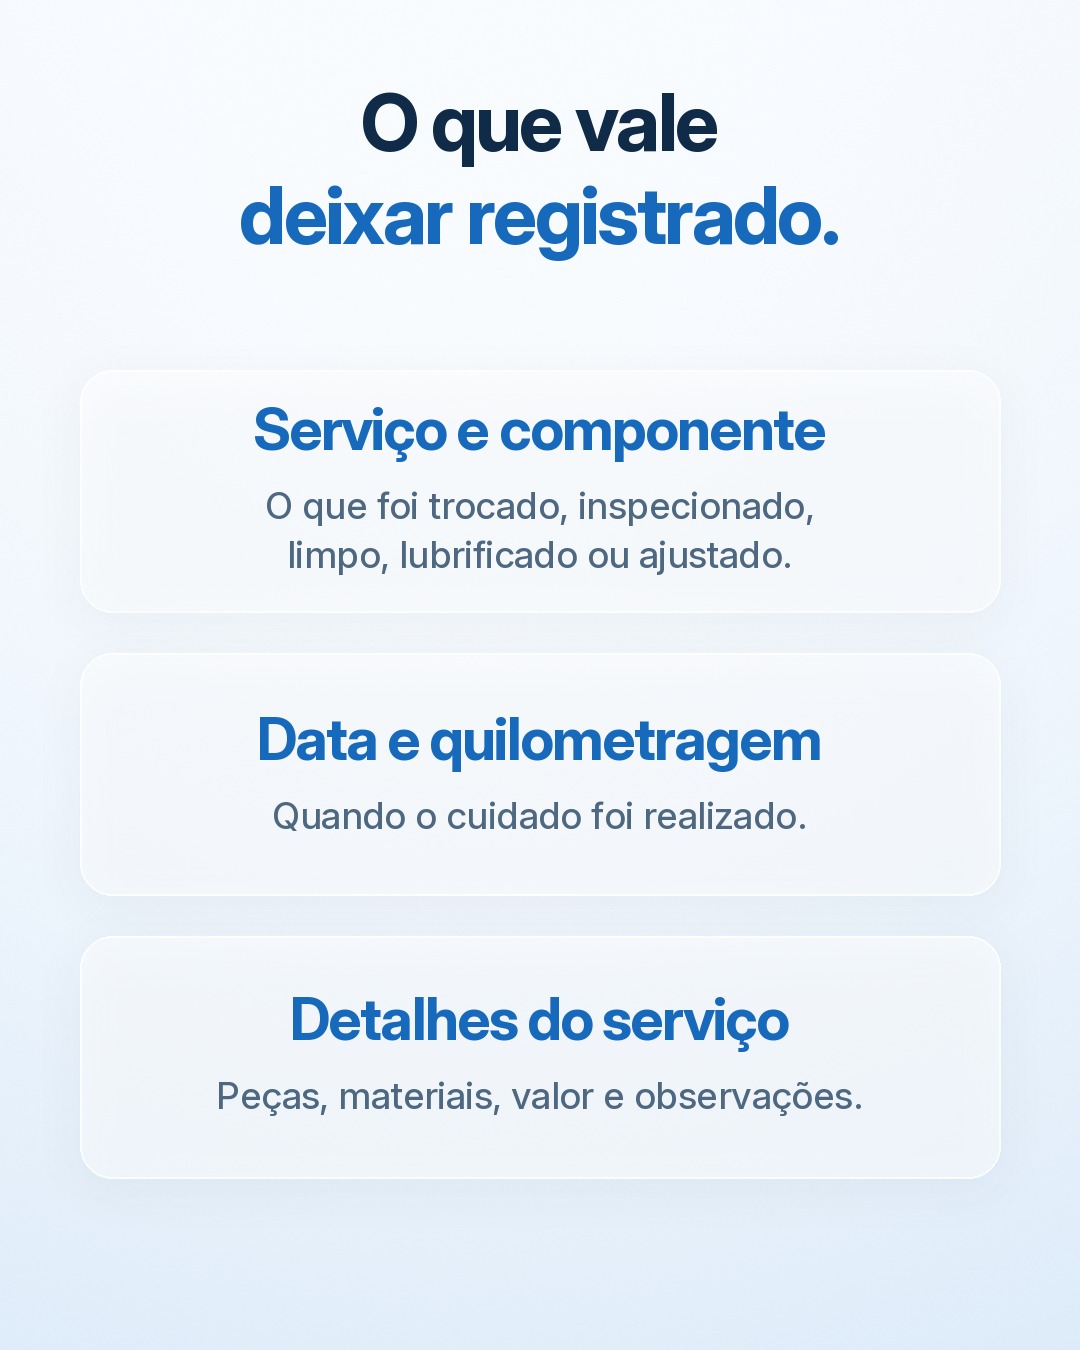 O que vale
deixar registrado.
Serviço e componente
O que foi trocado, inspecionado,
limpo, lubrificado ou ajustado.
Data e quilometragem
Quando o cuidado foi realizado.
Detalhes do serviço
Peças, materiais, valor e observações.